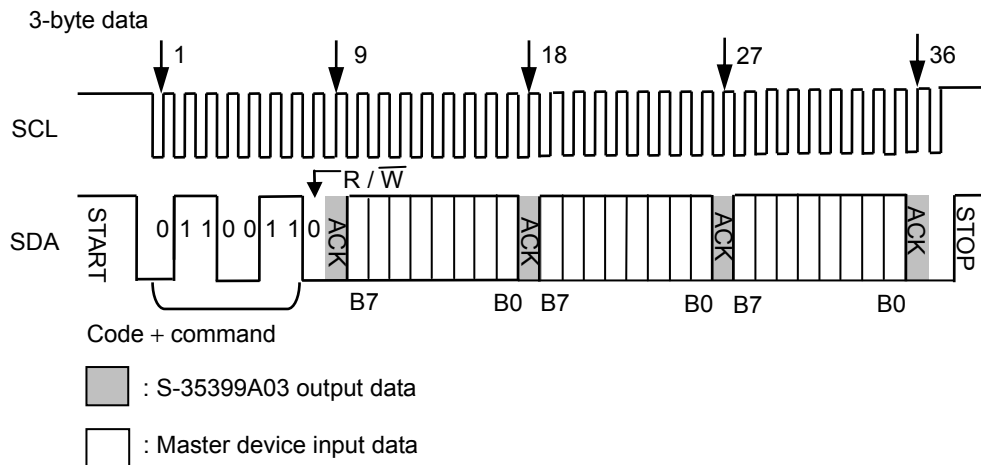 3-byte data
1 9 18 27 36
SCL
R / W
SDA
START 0 1 1 0 0 1 1 0 ACK ACK ACK ACK STOP
B7 B0 B7 B0 B7 B0
Code + command
: S-35399A03 output data
: Master device input data